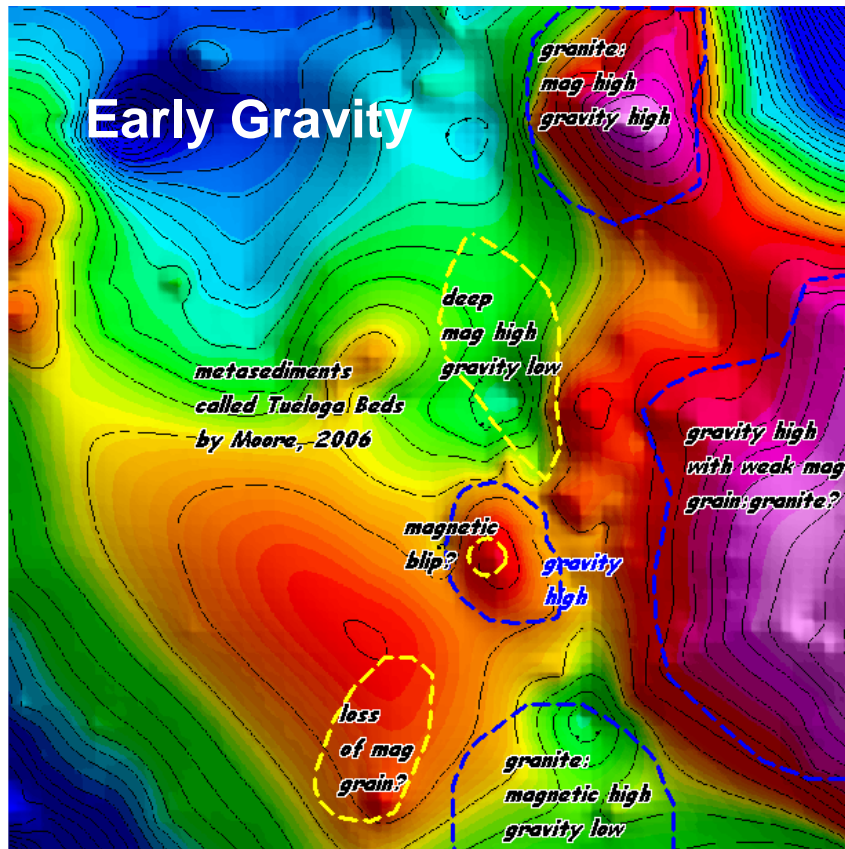 granite:
mag high
gravity high
Early Gravity
deep
mag high
gravity low
metasediments
called Tueloga Beds
by Moore, 2006
gravity high
with weak mag
grain:granite?
magnetic
blip?
gravity
high
loss
of mag
grain?
granite:
magnetic high
gravity low